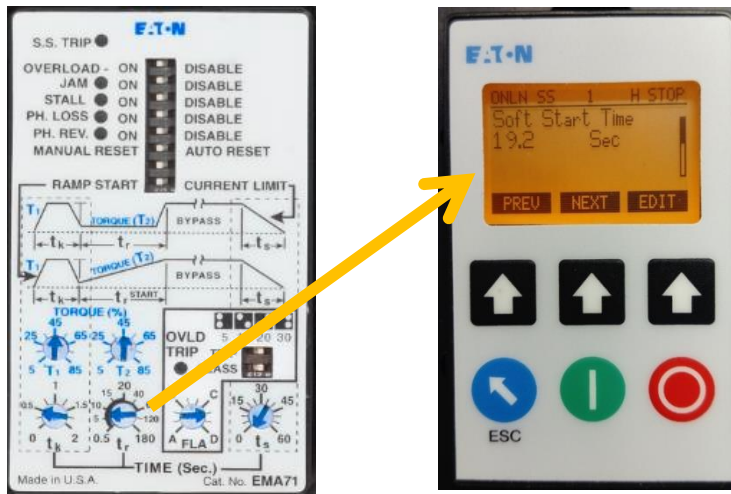 E·T·N
S.S. TRIP
OVERLOAD - ON DISABLE
JAM ON DISABLE
STALL ON DISABLE
PH. LOSS ON DISABLE
PH. REV. ON DISABLE
MANUAL RESET AUTO RESET
RAMP START CURRENT LIMIT
T1 TORQUE (T2) BYPASS
tk tr ts
T1 TORQUE (T2) BYPASS
tk tr START ts
TORQUE (%)
45 45
25 65 25 65
5 T1 85 5 T2 85
OVLD 5 20 30
TRIP
1 20 30
0.5 1.5 10 15 40 120 C 15 45
0 tk 2 0.5 tr 180 A FLA D 0 ts 60
TIME (Sec.)
Made in U.S.A. Cat. No. EMA71
E·T·N
ONLN SS 1 H STOP
Soft Start Time
19.2 Sec
PREV NEXT EDIT
ESC